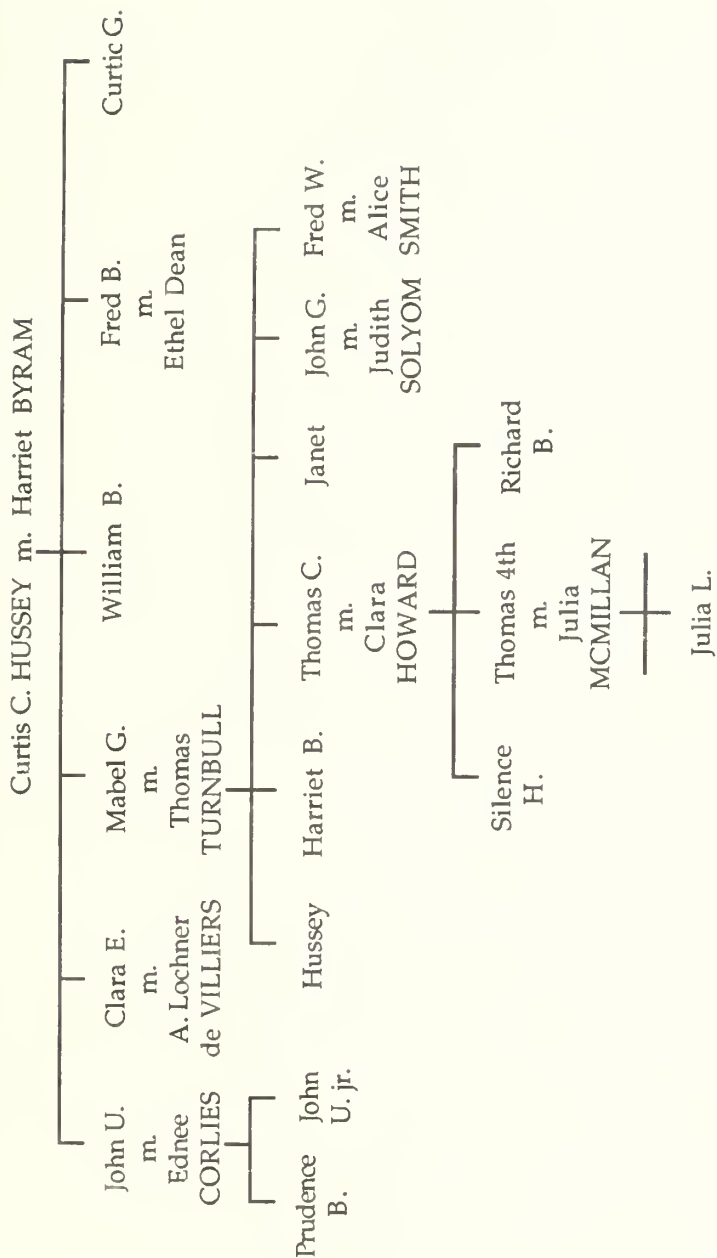 Curtis C. HUSSEY m. Harriet BYRAM
John U.
m.
Ednee
CORLIES
Clara E.
m.
A. Lochner
de VILLIERS
Mabel G.
m.
Thomas
TURNBULL
William B.
Fred B.
m.
Ethel Dean
Curtic G.
Prudence
B.
John
U. jr.
Hussey
Harriet B.
Thomas C.
m.
Clara
HOWARD
Janet
John G.
m.
Judith
SOLYOM
Fred W.
m.
Alice
SMITH
Silence
H.
Thomas 4th
m.
Julia
MCMILLAN
Richard
B.
Julia L.